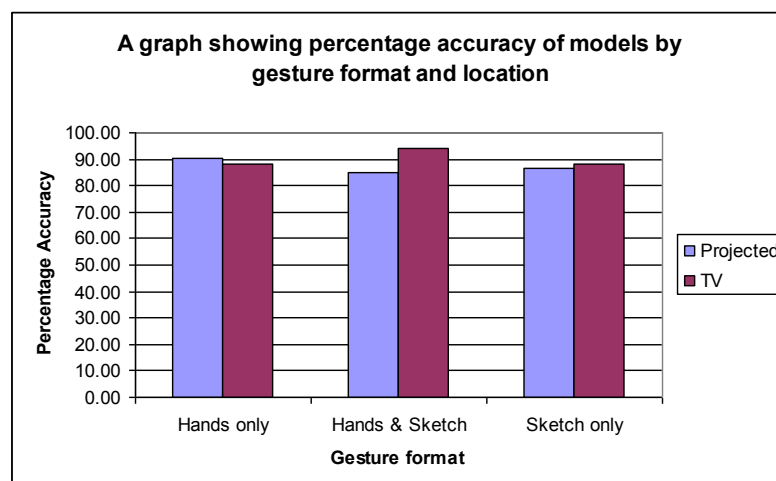 A graph showing percentage accuracy of models by
gesture format and location
100.00
90.00
80.00
70.00
60.00
50.00
40.00
30.00
20.00
10.00
0.00
Percentage Accuracy
Hands only
Hands & Sketch
Sketch only
Gesture format
Projected
TV